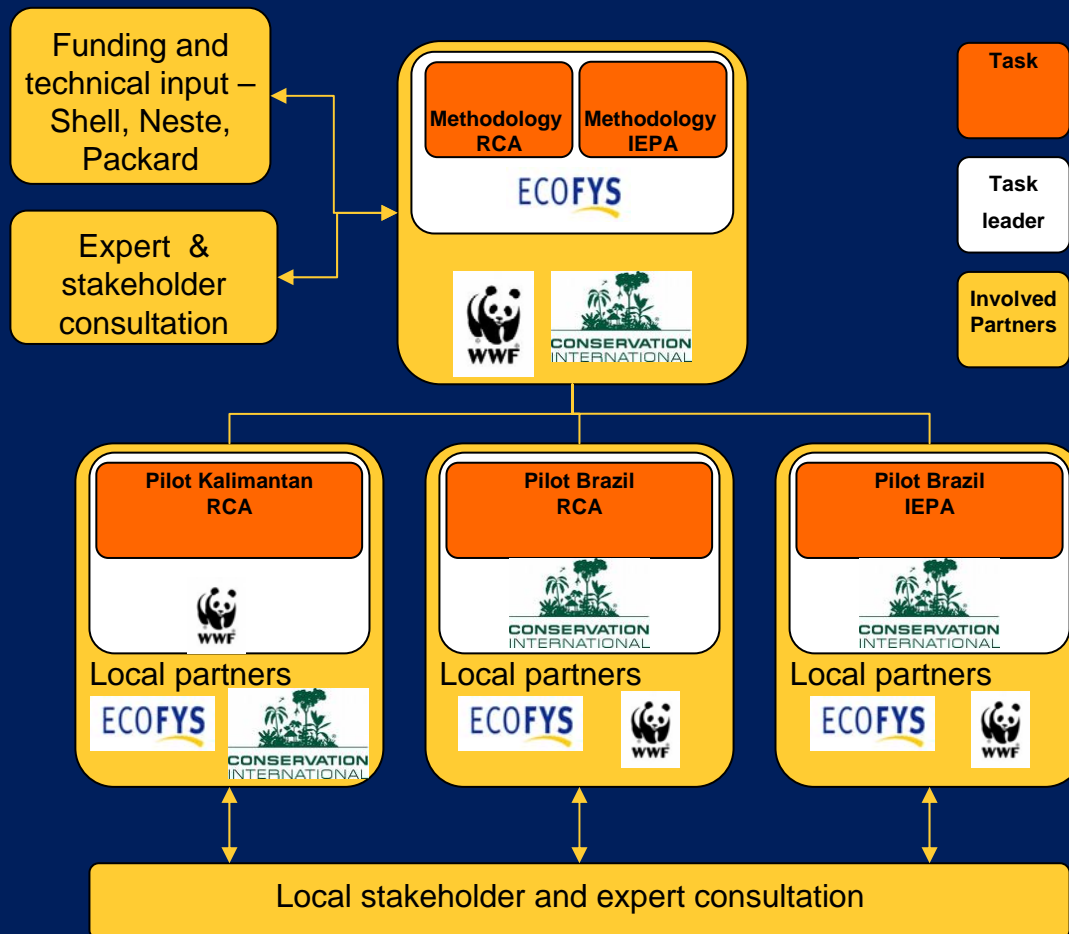 Funding and
technical input –
Shell, Neste,
Packard
Expert & 
stakeholder
consultation
Methodology
RCA
Methodology
IEPA
ECOFYS
WWF
CONSERVATION
INTERNATIONAL
Task
Task
leader
Involved
Partners
Pilot Kalimantan
RCA
WWF
Local partners
ECOFYS
CONSERVATION
INTERNATIONAL
Pilot Brazil
RCA
CONSERVATION
INTERNATIONAL
Local partners
ECOFYS
WWF
Pilot Brazil
IEPA
CONSERVATION
INTERNATIONAL
Local partners
ECOFYS
WWF
Local stakeholder and expert consultation